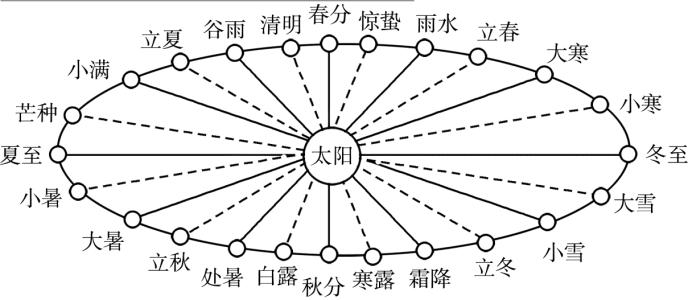 春分
清明
惊蛰
谷雨
雨水
立夏
立春
小满
大寒
芒种
小寒
夏至
太阳
冬至
小暑
大雪
大暑
小雪
立秋
立冬
处暑
霜降
白露
寒露
秋分